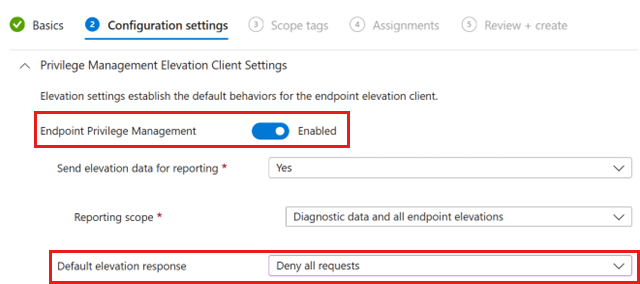 Basics 2 Configuration settings 3 Scope tags 4 Assignments 5 Review + create
Privilege Management Elevation Client Settings
Elevation settings establish the default behaviors for the endpoint elevation client.
Endpoint Privilege Management Enabled
Send elevation data for reporting * Yes
Reporting scope * Diagnostic data and all endpoint elevations
Default elevation response Deny all requests